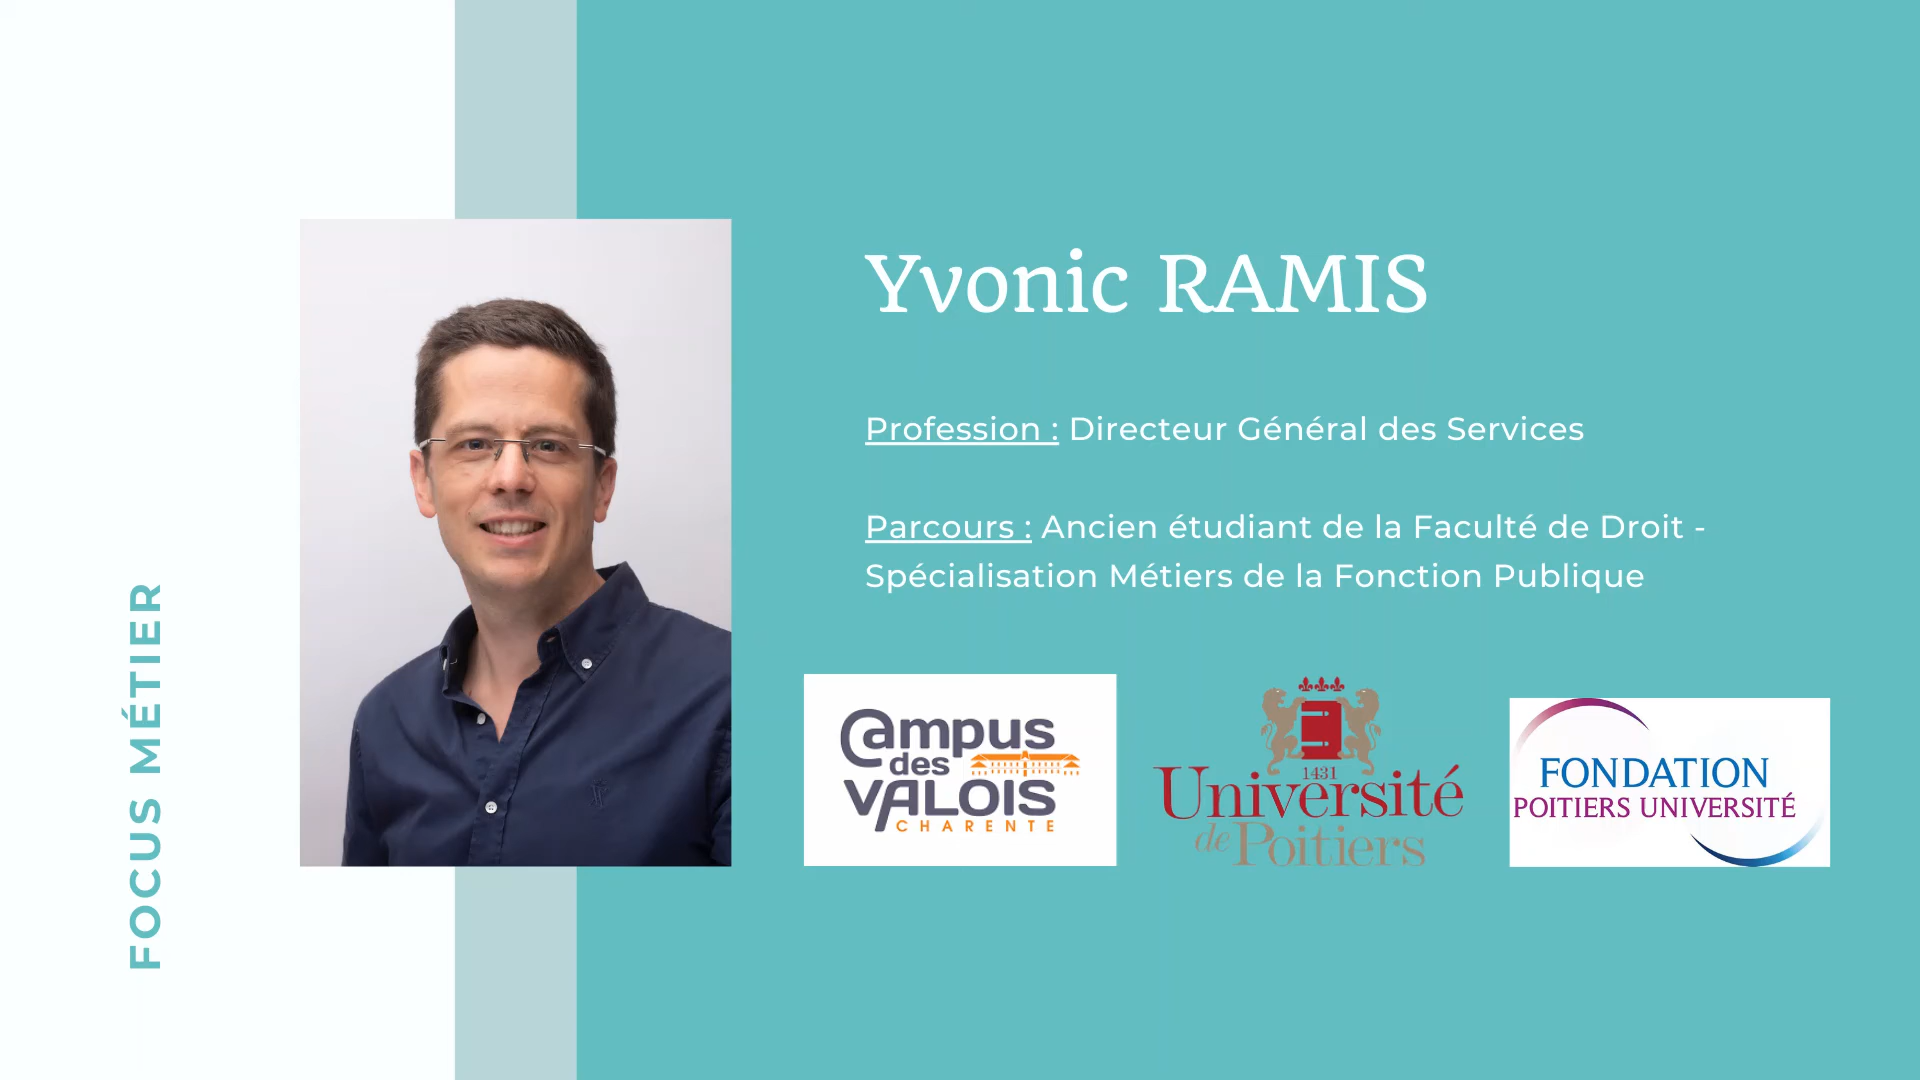 FOCUS MÉTIER
Yvonic RAMIS
Profession : Directeur Général des Services
Parcours : Ancien étudiant de la Faculté de Droit -
Spécialisation Métiers de la Fonction Publique
Campus
des
VALOIS
CHARENTE
1431
Université
de Poitiers
FONDATION
POITIERS UNIVERSITÉ